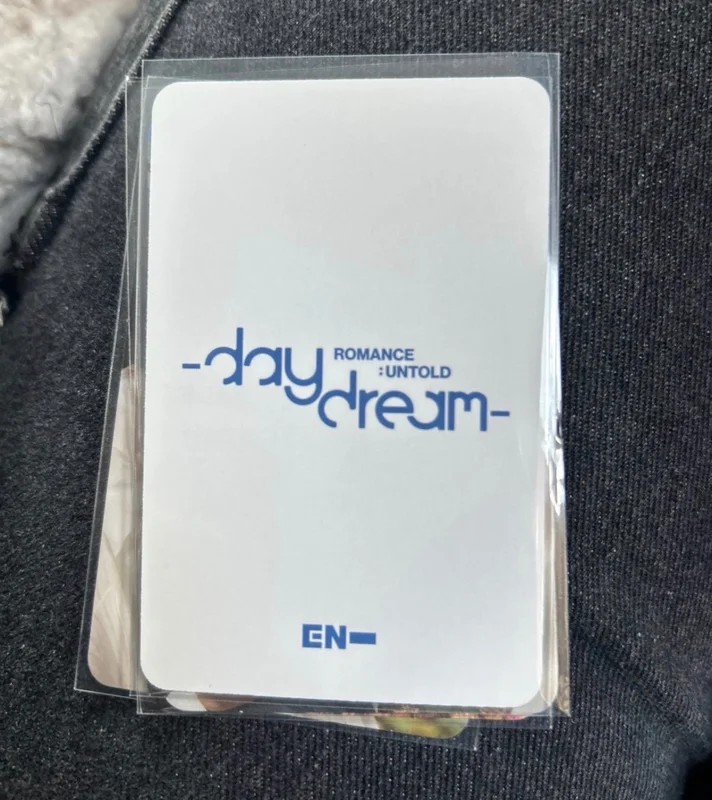 -day
ROMANCE
:UNTOLD
dream-
EN-